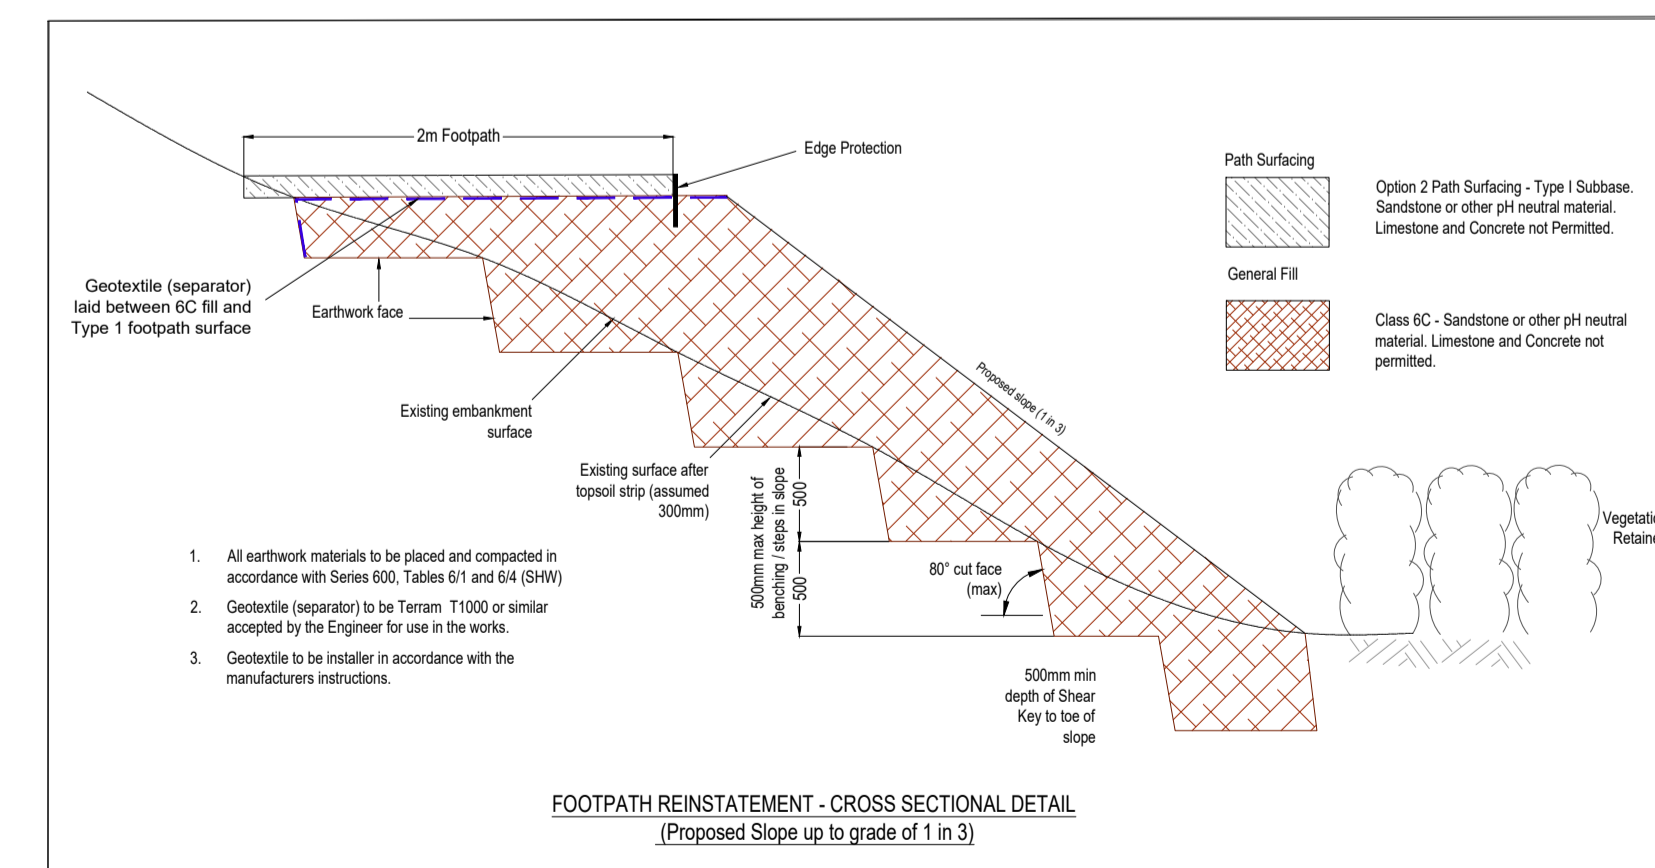 2m Footpath
Edge Protection
Path Surfacing
Option 2 Path Surfacing - Type I Subbase.
Sandstone or other pH neutral material.
Limestone and Concrete not Permitted.
General Fill
Class 6C - Sandstone or other pH neutral
material. Limestone and Concrete not
permitted.
Geotextile (separator)
laid between 6C fill and
Type 1 footpath surface
Earthwork face
Existing embankment
surface
Existing surface after
topsoil strip (assumed
300mm)
Proposed slope (1 in 3)
500mm max height of
benching / steps in slope
500
500
80° cut face
(max)
500mm min
depth of Shear
Key to toe of
slope
Vegetatio
Retaine
1. All earthwork materials to be placed and compacted in
accordance with Series 600, Tables 6/1 and 6/4 (SHW)
2. Geotextile (separator) to be Terram T1000 or similar
accepted by the Engineer for use in the works.
3. Geotextile to be installer in accordance with the
manufacturers instructions.
FOOTPATH REINSTATEMENT - CROSS SECTIONAL DETAIL
(Proposed Slope up to grade of 1 in 3)